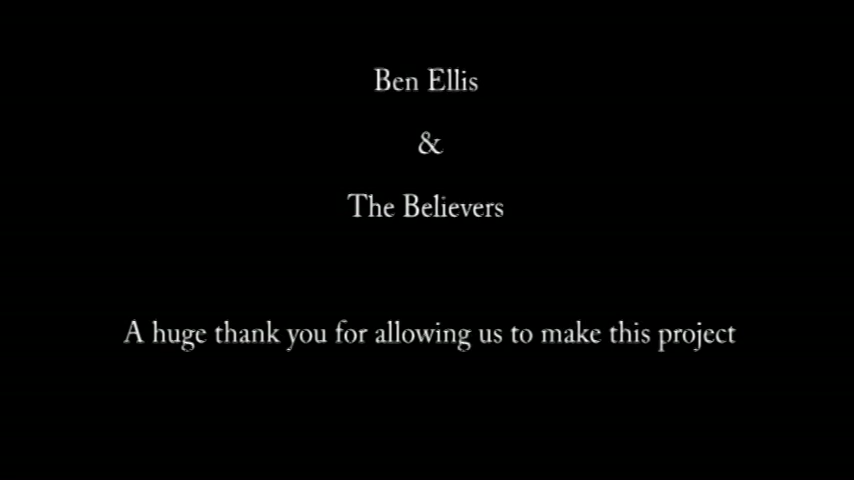 Ben Ellis
&
The Believers
A huge thank you for allowing us to make this project